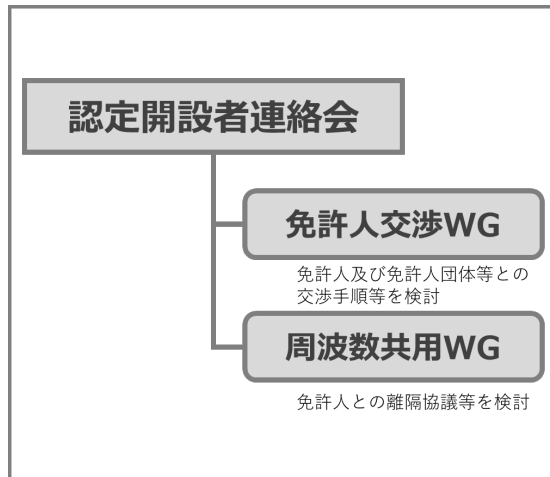 認定開設者連絡会
免許人交渉WG
免許人及び免許人団体等との
交渉手順等を検討
周波数共用WG
免許人との離隔協議等を検討